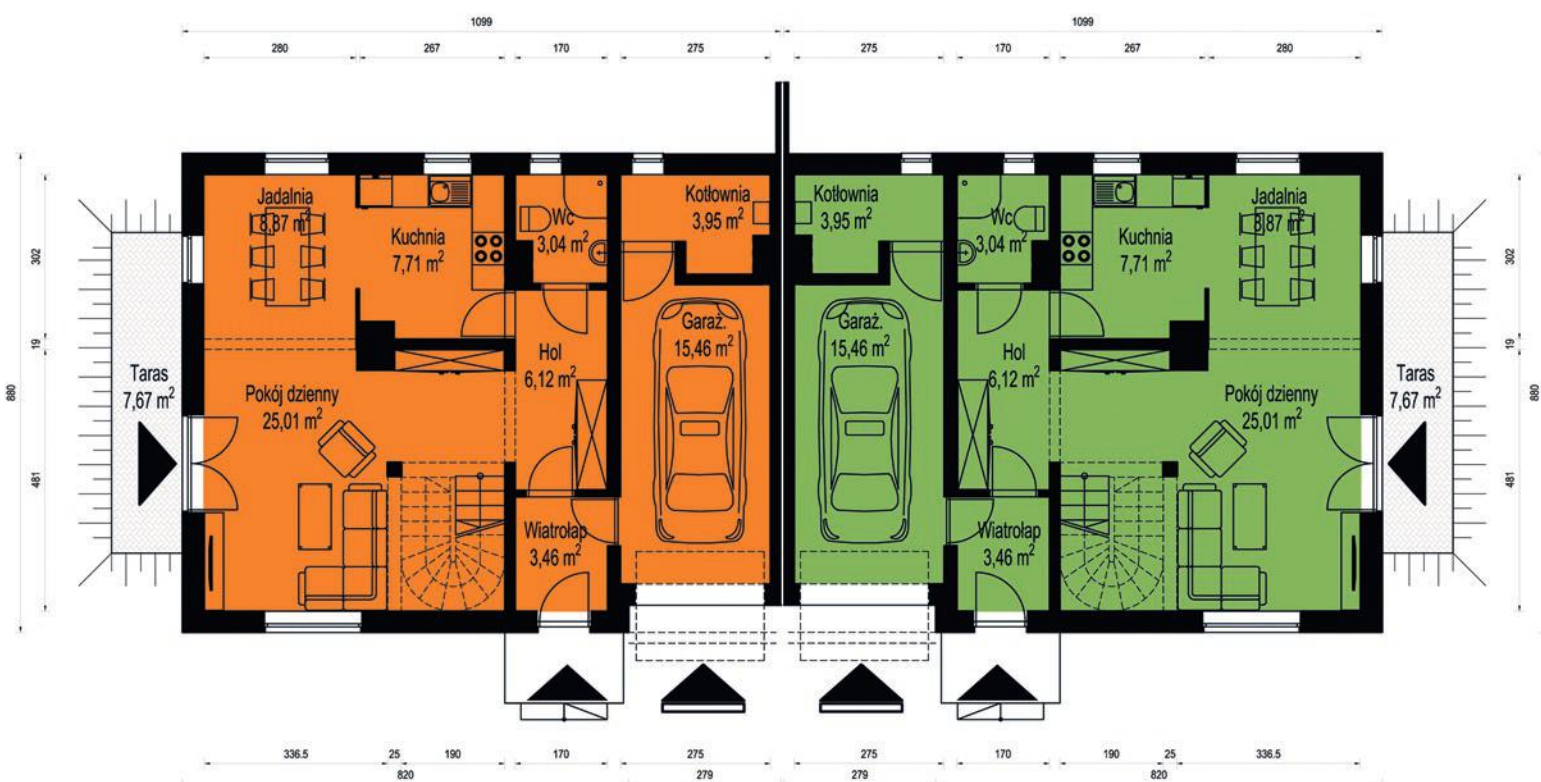 1099 1099
280 267 170 275 275 170 267 280
Jadalnia
8,87 m²
Kuchnia
7,71 m²
Wc
3,04 m²
Kotłownia
3,95 m²
Kotłownia
3,95 m²
Wc
3,04 m²
Kuchnia
7,71 m²
Jadalnia
8,87 m²
302
19
481
880
Taras
7,67 m²
Pokój dzienny
25,01 m²
Hol
6,12 m²
Garaż.
15,46 m²
Garaż.
15,46 m²
Hol
6,12 m²
Pokój dzienny
25,01 m²
Taras
7,67 m²
302
19
481
880
Wiatrołap
3,46 m²
Wiatrołap
3,46 m²
336.5 25 190 170 275 275 170 190 25 336.5
820 279 279 820